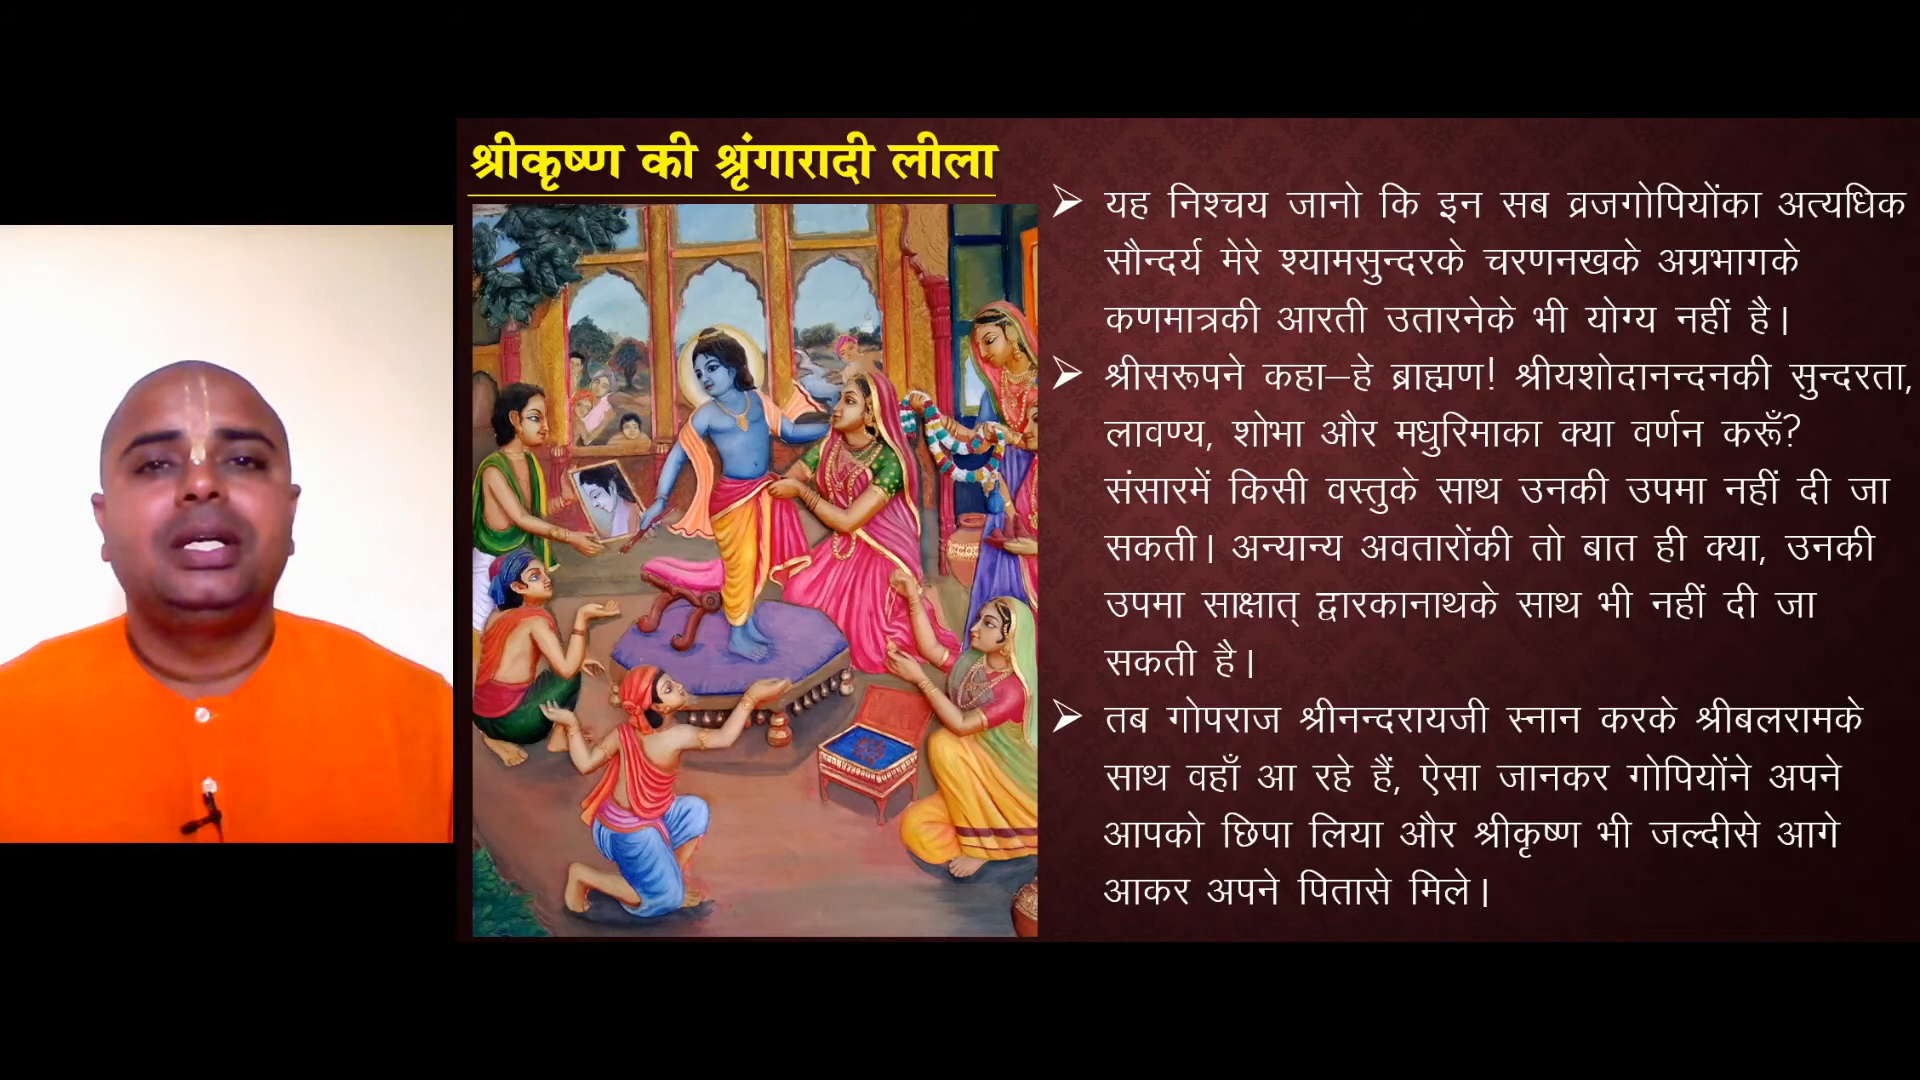 श्रीकृष्ण की श्रृंगारादी लीला
➢ यह निश्चय जानो कि इन सब व्रजगोपियोंका अत्यधिक
सौन्दर्य मेरे श्यामसुन्दरके चरणनखके अग्रभागके
कणमात्रकी आरती उतारनेके भी योग्य नहीं है।
➢ श्रीसरूपने कहा–हे ब्राह्मण! श्रीयशोदानन्दनकी सुन्दरता,
लावण्य, शोभा और मधुरिमाका क्या वर्णन करूँ?
संसारमें किसी वस्तुके साथ उनकी उपमा नहीं दी जा
सकती। अन्यान्य अवतारोंकी तो बात ही क्या, उनकी
उपमा साक्षात् द्वारकानाथके साथ भी नहीं दी जा
सकती है।
➢ तब गोपराज श्रीनन्दरायजी स्नान करके श्रीबलरामके
साथ वहाँ आ रहे हैं, ऐसा जानकर गोपियोंने अपने
आपको छिपा लिया और श्रीकृष्ण भी जल्दीसे आगे
आकर अपने पितासे मिले।